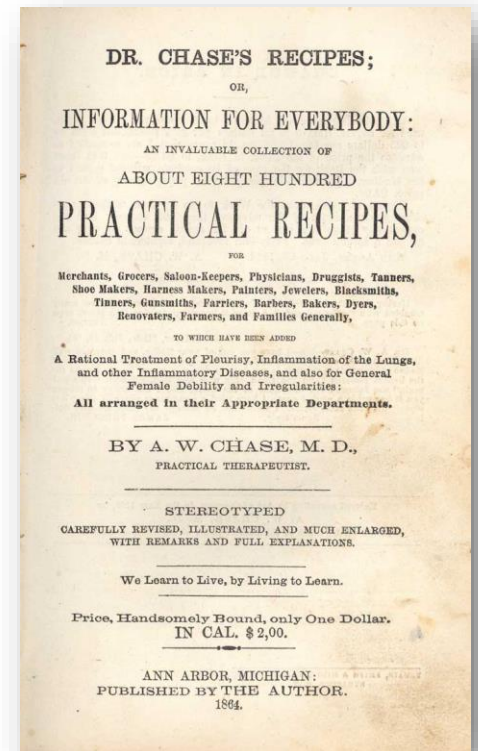 DR. CHASE'S RECIPES;
OR,
INFORMATION FOR EVERYBODY:
AN INVALUABLE COLLECTION OF
ABOUT EIGHT HUNDRED
PRACTICAL RECIPES,
FOR
Merchants, Grocers, Saloon-Keepers, Physicians, Druggists, Tanners,
Shoe Makers, Harness Makers, Painters, Jewelers, Blacksmiths,
Tinners, Gunsmiths, Farriers, Barbers, Bakers, Dyers,
Renovaters, Farmers, and Families Generally,
TO WHICH HAVE BEEN ADDED
A Rational Treatment of Pleurisy, Inflammation of the Lungs,
and other Inflammatory Diseases, and also for General
Female Debility and Irregularities:
All arranged in their Appropriate Departments.
BY A. W. CHASE, M. D.,
PRACTICAL THERAPEUTIST.
STEREOTYPED
CAREFULLY REVISED, ILLUSTRATED, AND MUCH ENLARGED,
WITH REMARKS AND FULL EXPLANATIONS.
We Learn to Live, by Living to Learn.
Price, Handsomely Bound, only One Dollar.
IN CAL. $2,00.
ANN ARBOR, MICHIGAN:
PUBLISHED BY THE AUTHOR.
1864.